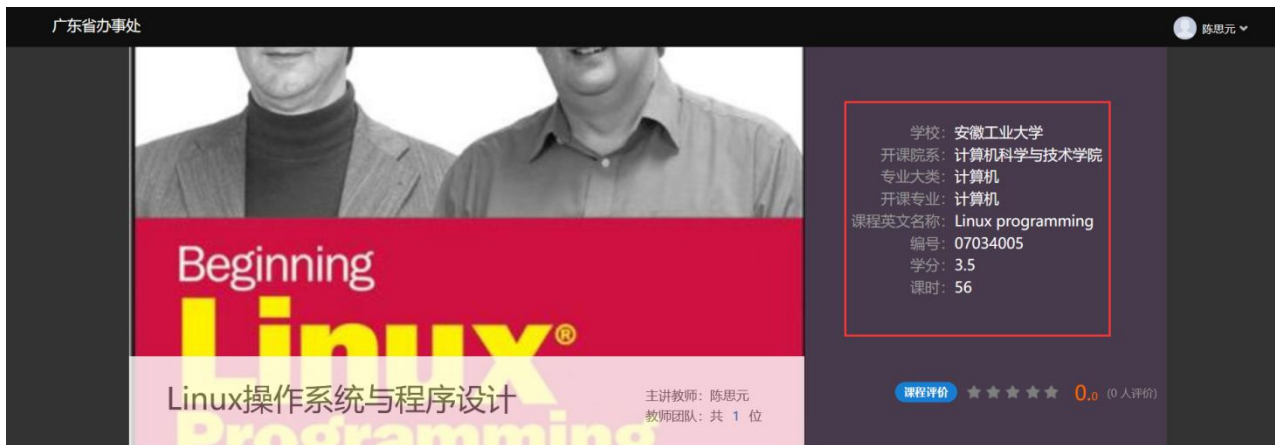 广东省办事处
陈思元
学校：安徽工业大学
开课院系：计算机科学与技术学院
专业大类：计算机
开课专业：计算机
课程英文名称：Linux programming
编号：07034005
学分：3.5
课时：56
Beginning
Linux®
Programming
Linux操作系统与程序设计
主讲教师：陈思元
教师团队：共 1 位
课程评价 0.0 (0 人评价)